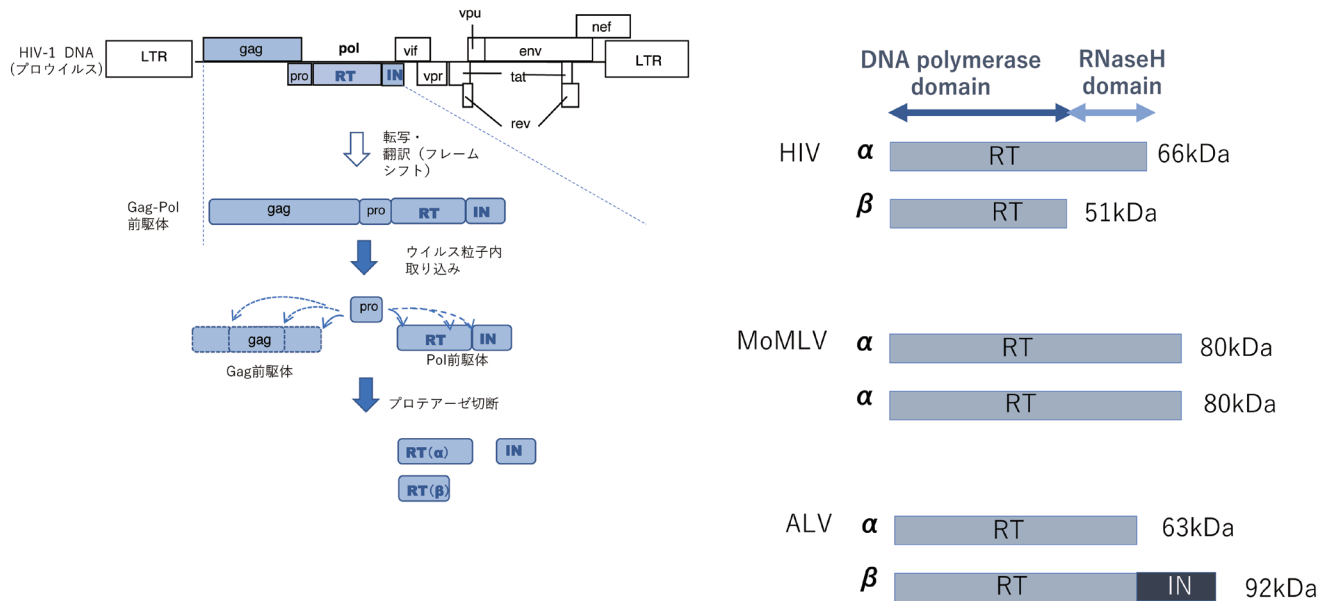 vpu
nef
HIV-1 DNA
(プロウイルス)
LTR
gag
pol
vif
env
LTR
pro
RT
IN
vpr
tat
rev
転写・
翻訳（フレーム
シフト）
Gag-Pol
前駆体
gag
pro
RT
IN
ウイルス粒子内
取り込み
pro
gag
RT
IN
Gag前駆体
Pol前駆体
プロテアーゼ切断
RT(α)
IN
RT(β)
DNA polymerase
domain
RNaseH
domain
HIV α RT 66kDa
β RT 51kDa
MoMLV α RT 80kDa
α RT 80kDa
ALV α RT 63kDa
β RT IN 92kDa